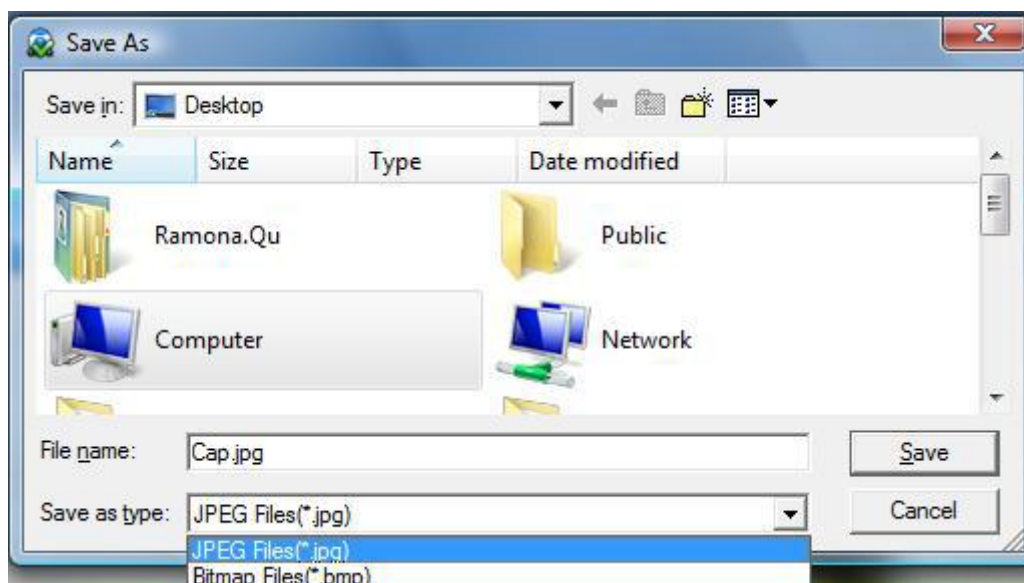 Save As
Save in: Desktop
Name Size Type Date modified
Ramona.Qu Public
Computer Network
File name: Cap.jpg Save
Save as type: JPEG Files(*.jpg) Cancel
JPEG Files(*.jpg)
Bitmap Files(*.bmp)